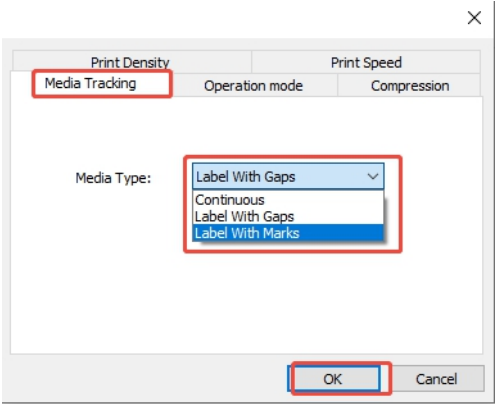 Print Density Print Speed
Media Tracking Operation mode Compression
Media Type: Label With Gaps
Continuous
Label With Gaps
Label With Marks
OK Cancel